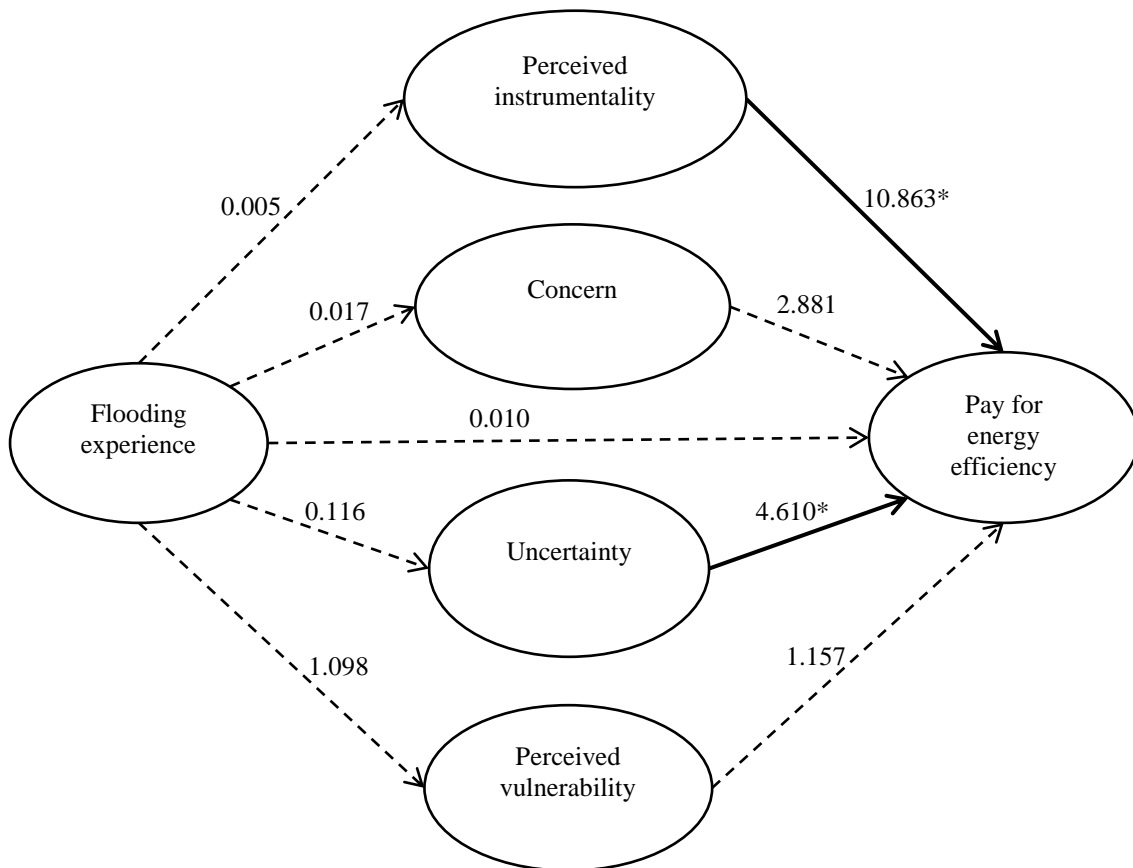 Perceived
instrumentality
0.005
10.863*
Concern
0.017
2.881
Flooding
experience
0.010
Pay for
energy
efficiency
0.116
Uncertainty
4.610*
1.098
1.157
Perceived
vulnerability